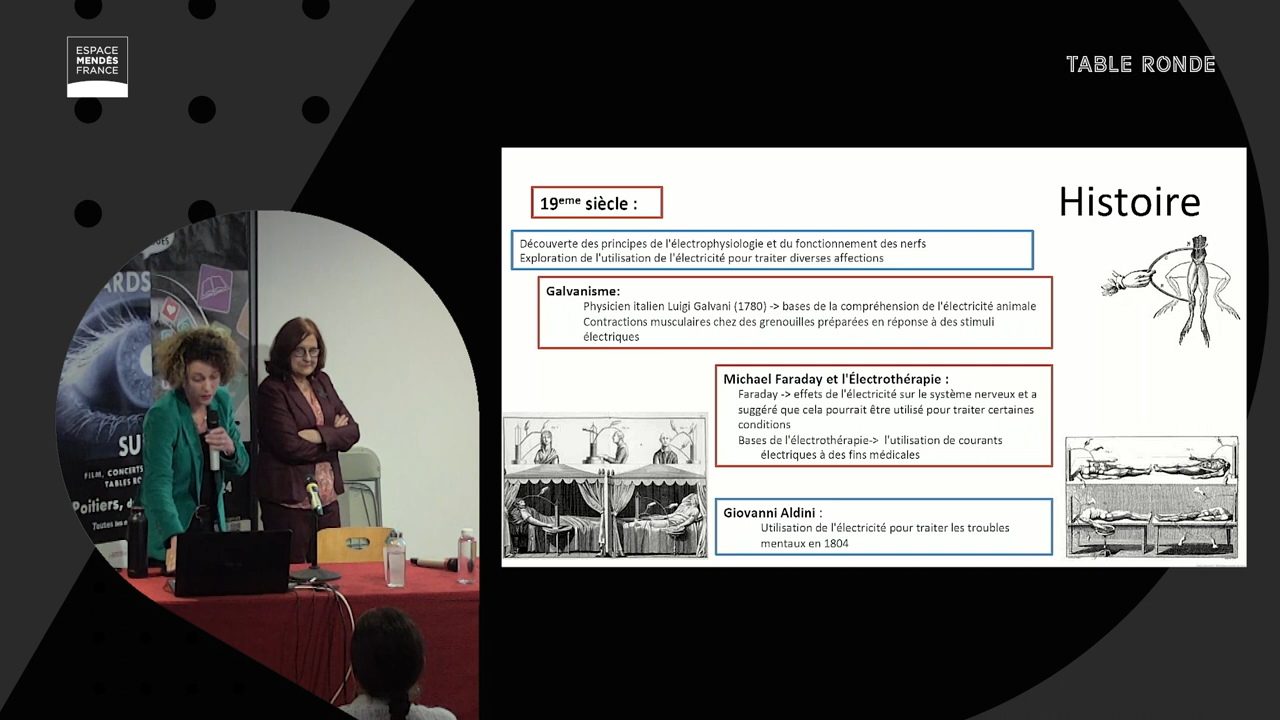 ESPACE
MENDÈS
FRANCE
TABLE RONDE
Histoire
19eme siècle :
Découverte des principes de l'électrophysiologie et du fonctionnement des nerfs
Exploration de l'utilisation de l'électricité pour traiter diverses affections
Galvanisme:
Physicien italien Luigi Galvani (1780) -> bases de la compréhension de l'électricité animale
Contractions musculaires chez des grenouilles préparées en réponse à des stimuli
électriques
Michael Faraday et l'Électrothérapie :
Faraday -> effets de l'électricité sur le système nerveux et a
suggéré que cela pourrait être utilisé pour traiter certaines
conditions
Bases de l'électrothérapie-> l'utilisation de courants
électriques à des fins médicales
Giovanni Aldini :
Utilisation de l'électricité pour traiter les troubles
mentaux en 1804
ARDS
SU
FILM, CONCERTS
TABLES RO
24
Poitiers, d